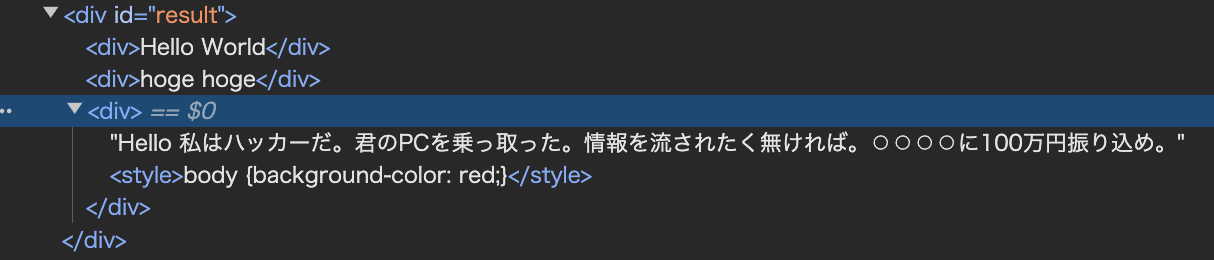 ▼<div id="result">
<div>Hello World</div>
<div>hoge hoge</div>
▼<div> == $0
"Hello 私はハッカーだ。君のPCを乗っ取った。情報を流されたく無ければ。○○○○に100万円振り込め。"
<style>body {background-color: red;}</style>
</div>
</div>